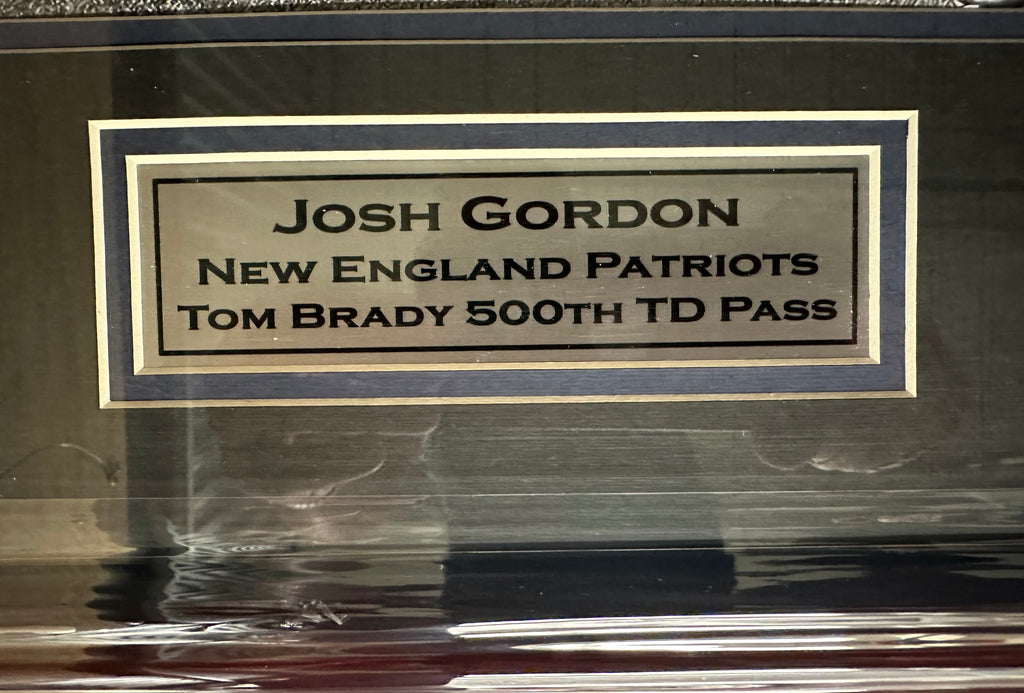 Josh Gordon
New England Patriots
Tom Brady 500th TD Pass